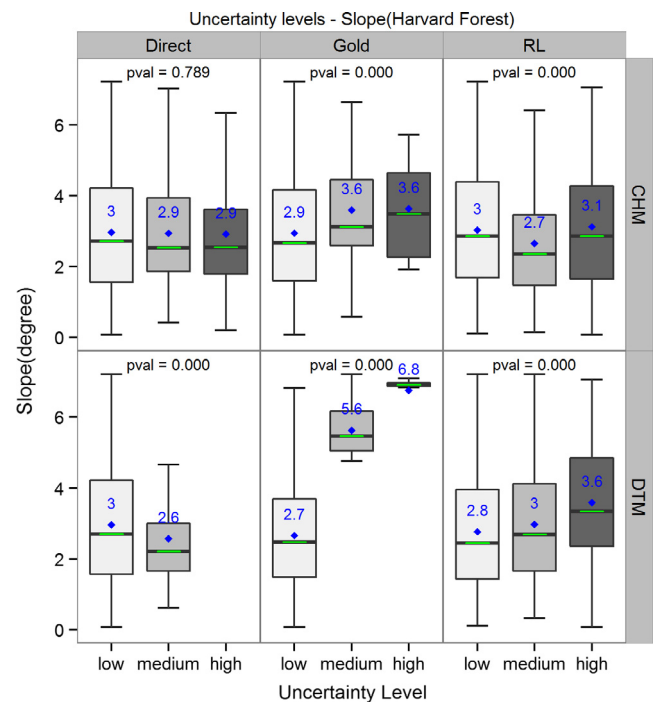 Uncertainty levels - Slope(Harvard Forest)
Direct Gold RL
pval = 0.789 pval = 0.000 pval = 0.000
CHM
6
4
2
0
3 2.9 2.9
2.9 3.6 3.6
3 2.7 3.1
Slope(degree)
pval = 0.000 pval = 0.000 pval = 0.000
DTM
6
4
2
0
3 2.6
2.7 5.6 6.8
2.8 3 3.6
low medium high low medium high low medium high
Uncertainty Level